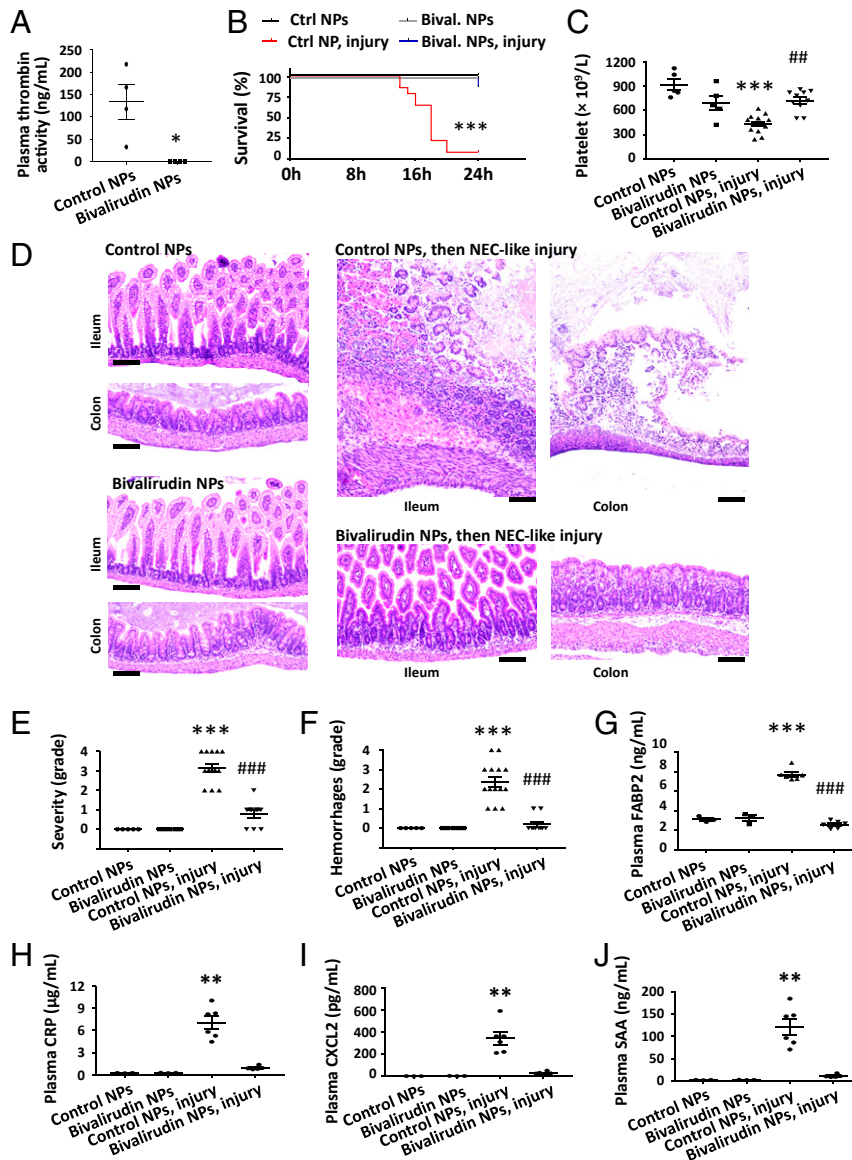 A
Plasma thrombin
activity (ng/mL)
250
200
150
100
50
0
*
Control NPs
Bivalirudin NPs
B
Ctrl NPs
Bival. NPs
Ctrl NP, injury
Bival. NPs, injury
Survival (%)
100
75
50
25
0
***
0h
8h
16h
24h
C
Platelet (× 10⁹/L)
1200
900
600
300
0
***
##
Control NPs
Bivalirudin NPs
Control NPs, injury
Bivalirudin NPs, injury
D
Control NPs
Ileum
Colon
Bivalirudin NPs
Ileum
Colon
Control NPs, then NEC-like injury
Ileum
Colon
Bivalirudin NPs, then NEC-like injury
Ileum
Colon
E
Severity (grade)
4
3
2
1
0
***
###
Control NPs
Bivalirudin NPs
Control NPs, injury
Bivalirudin NPs, injury
F
Hemorrhages (grade)
4
3
2
1
0
***
###
Control NPs
Bivalirudin NPs
Control NPs, injury
Bivalirudin NPs, injury
G
Plasma FABP2 (ng/mL)
10
8
6
4
2
0
***
###
Control NPs
Bivalirudin NPs
Control NPs, injury
Bivalirudin NPs, injury
H
Plasma CRP (µg/mL)
12
9
6
3
0
**
Control NPs
Bivalirudin NPs
Control NPs, injury
Bivalirudin NPs, injury
I
Plasma CXCL2 (pg/mL)
800
600
400
200
0
**
Control NPs
Bivalirudin NPs
Control NPs, injury
Bivalirudin NPs, injury
J
Plasma SAA (ng/mL)
200
150
100
50
0
**
Control NPs
Bivalirudin NPs
Control NPs, injury
Bivalirudin NPs, injury